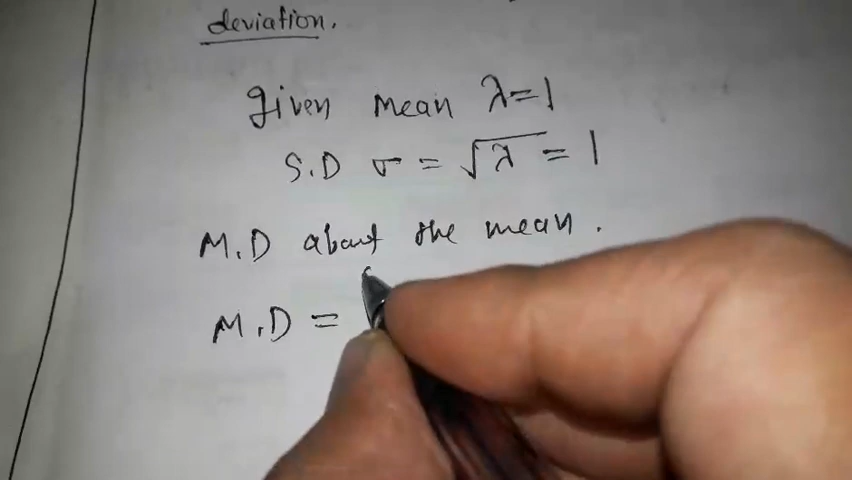 deviation.
Given mean λ=1
S.D σ = √λ = 1
M.D about the mean.
M.D =